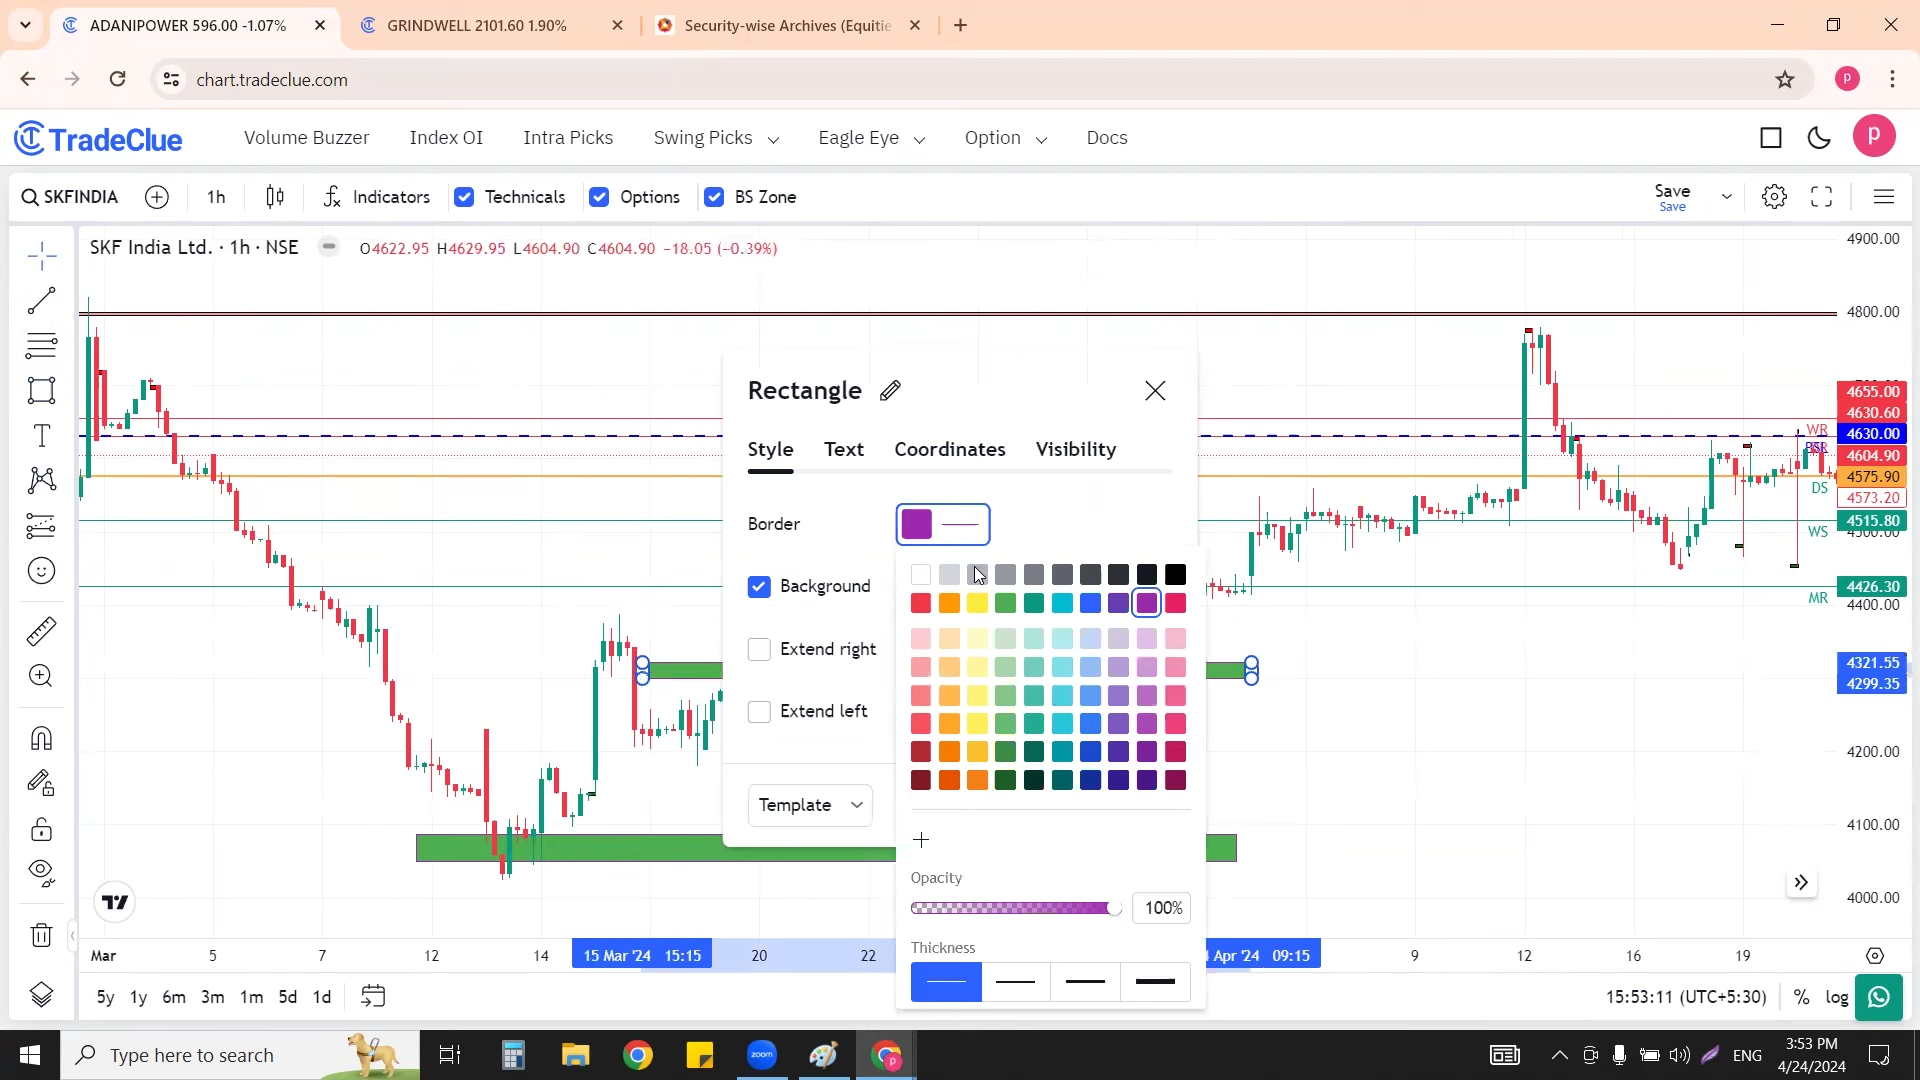 ADANIPOWER 596.00 -1.07%
GRINDWELL 2101.60 1.90%
Security-wise Archives (Equitie
chart.tradeclue.com
P
TradeClue
Volume Buzzer
Index OI
Intra Picks
Swing Picks
Eagle Eye
Option
Docs
P
SKFINDIA
1h
Indicators
Technicals
Options
BS Zone
Save
Save
SKF India Ltd. · 1h · NSE
O4622.95 H4629.95 L4604.90 C4604.90 −18.05 (−0.39%)
4900.00
4800.00
4655.00
4630.60
4630.00
4604.90
4575.90
4573.20
4515.80
4500.00
4426.30
4400.00
4321.55
4299.35
4200.00
4100.00
4000.00
WR
DS
WS
MR
Rectangle
Style
Text
Coordinates
Visibility
Border
Background
Extend right
Extend left
Template
Opacity
100%
Thickness
Mar
5
7
12
14
15 Mar '24 15:15
20
22
Apr '24 09:15
9
12
16
19
5y
1y
6m
3m
1m
5d
1d
15:53:11 (UTC+5:30)
%
log
Type here to search
zoom
P
ENG
3:53 PM
4/24/2024